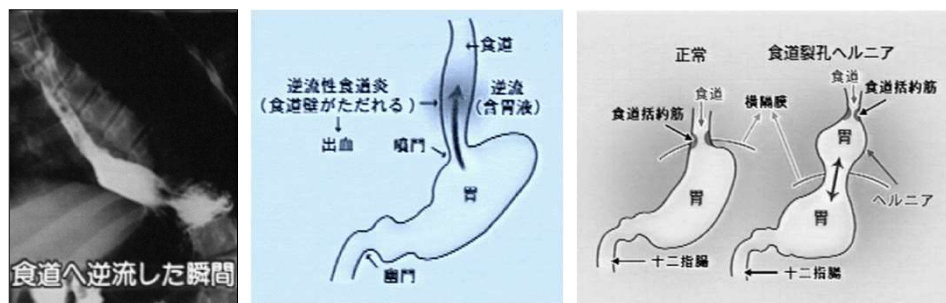 食道へ逆流した瞬間
食道
逆流性食道炎
(食道壁がただれる)
出血
逆流
(含胃液)
噴門
胃
幽門
正常
食道
食道括約筋
横隔膜
胃
十二指腸
食道裂孔ヘルニア
食道
食道括約筋
胃
ヘルニア
胃
十二指腸